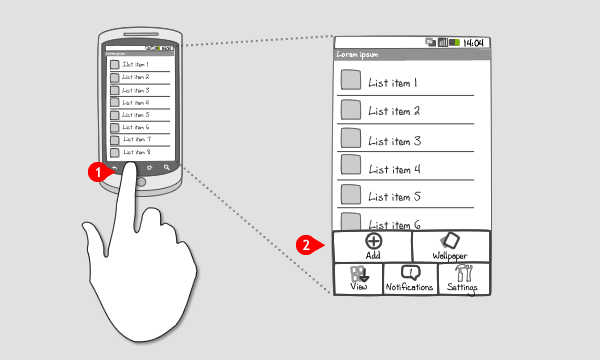 Lorem ipsum
List item 1
List item 2
List item 3
List item 4
List item 5
List item 6
List item 7
List item 8
1
14:04
Lorem ipsum
List item 1
List item 2
List item 3
List item 4
List item 5
List item 6
2
Add
Wallpaper
View
Notifications
Settings